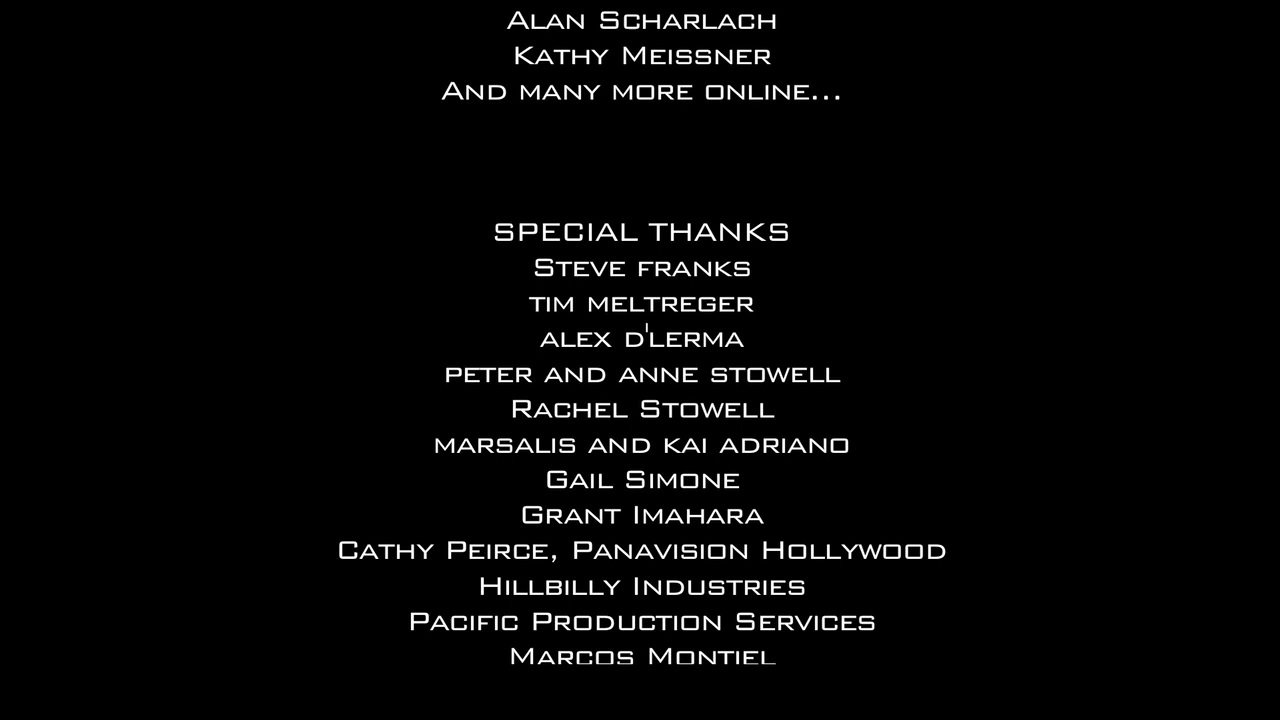 Alan Scharlach
Kathy Meissner
And many more online...
SPECIAL THANKS
Steve franks
tim meltreger
alex d'lerma
peter and anne stowell
Rachel Stowell
marsalis and kai adriano
Gail Simone
Grant Imahara
Cathy Peirce, Panavision Hollywood
Hillbilly Industries
Pacific Production Services
Marcos Montiel